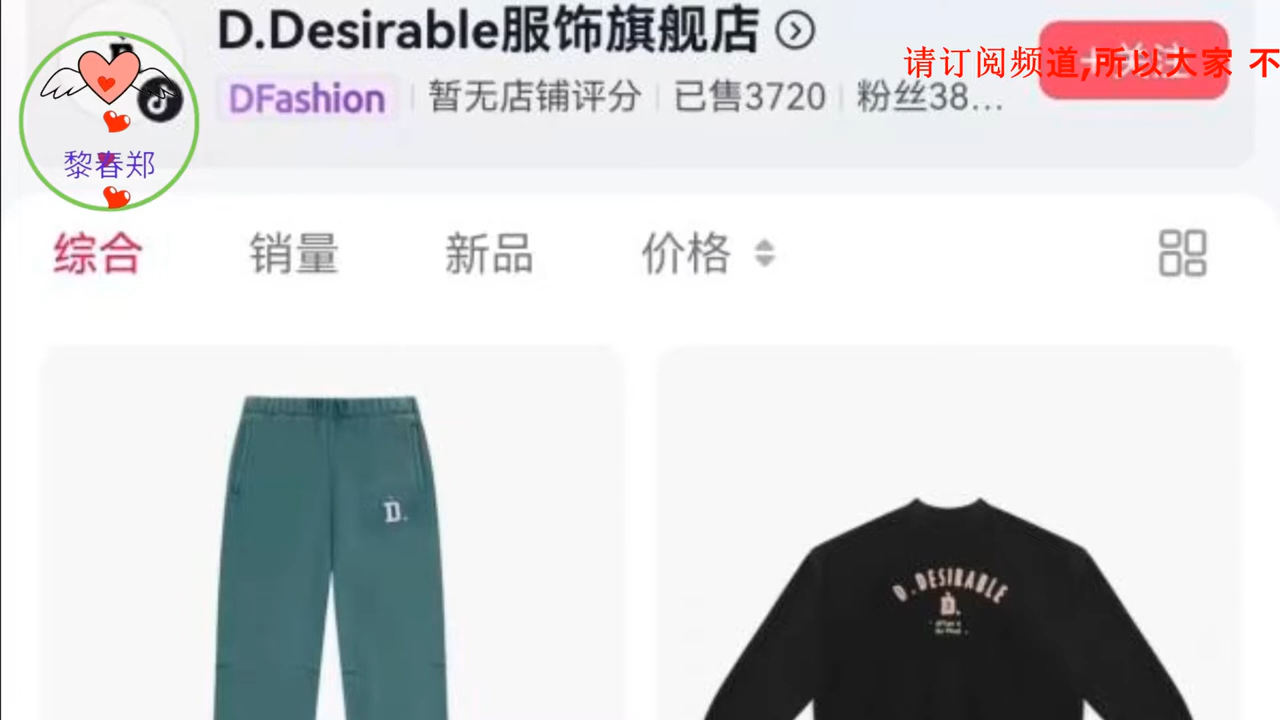 D.Desirable服饰旗舰店
请订阅频道,所以大家 不
DFashion 暂无店铺评分 已售3720 粉丝38...
黎春郑
综合 销量 新品 价格
D.
D.DESIRABLE
D.